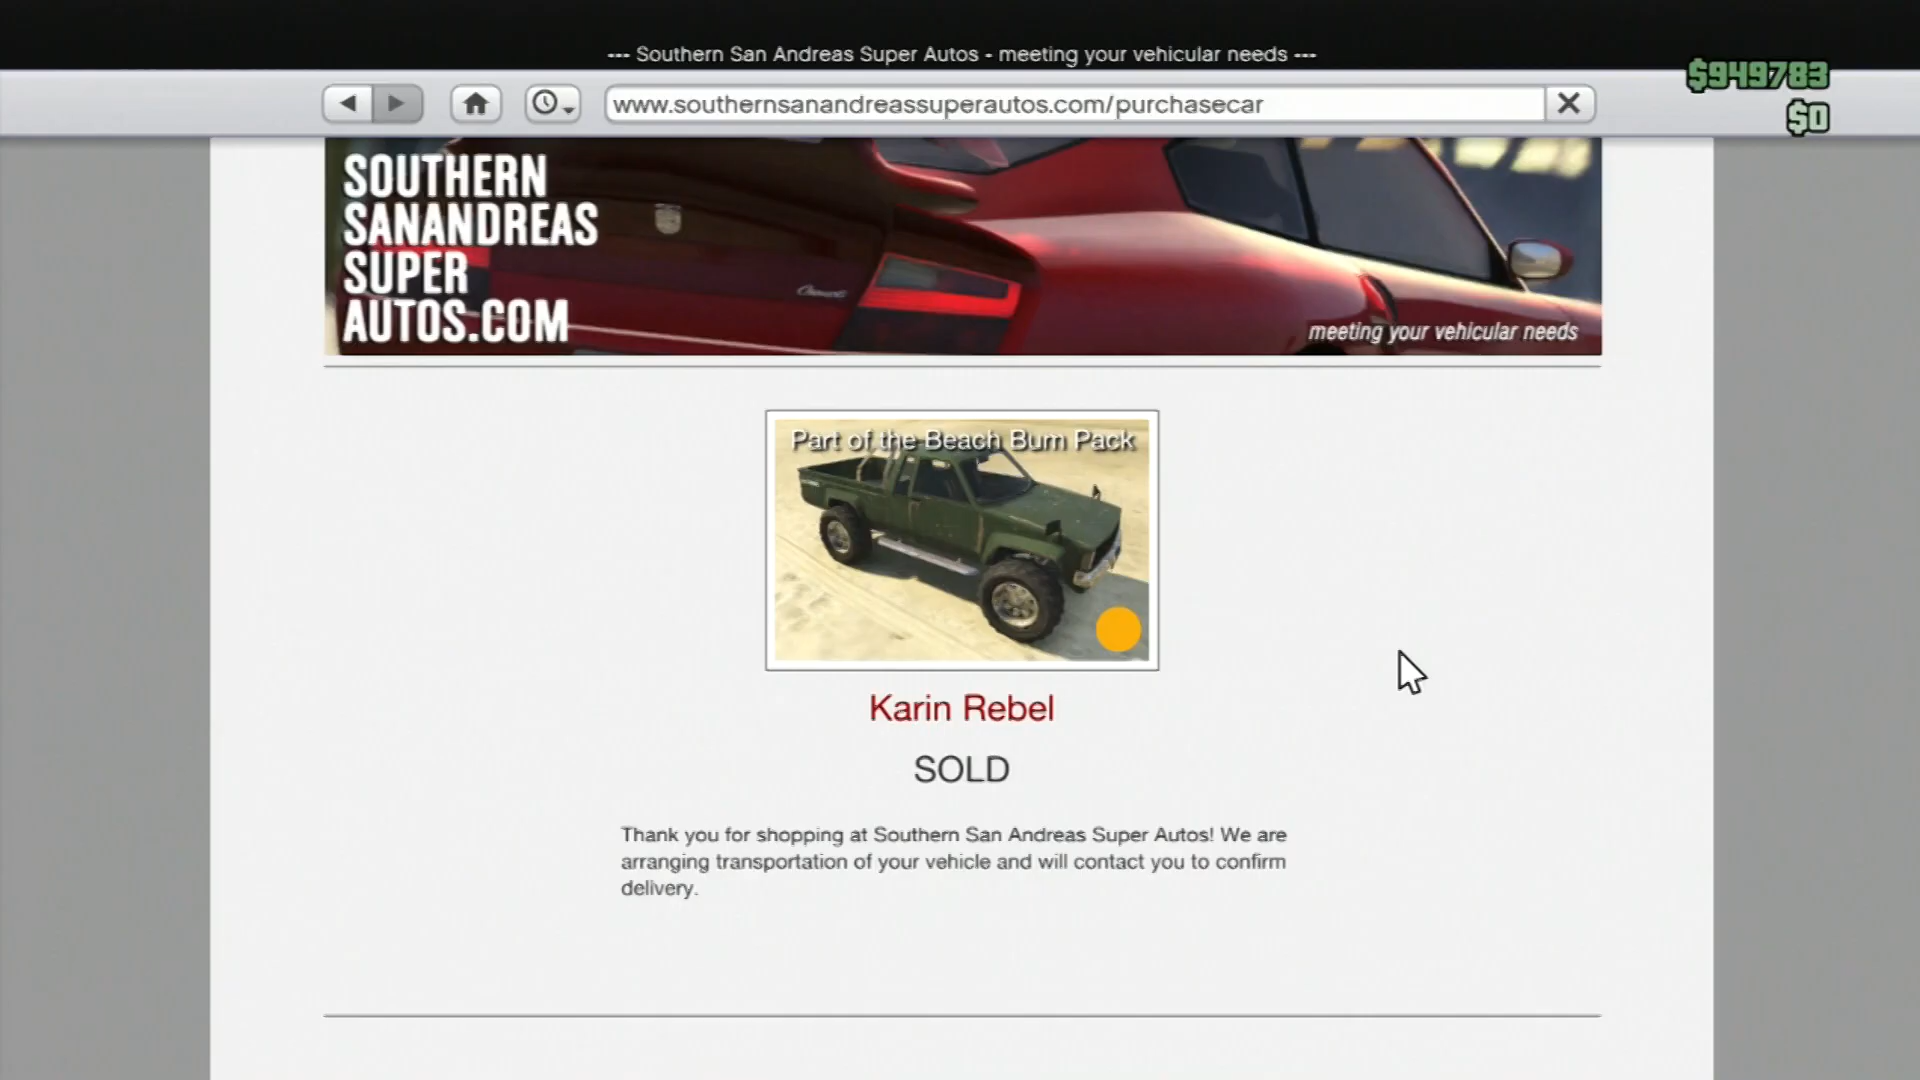 --- Southern San Andreas Super Autos - meeting your vehicular needs ---
$949783
www.southernsanandreassuperautos.com/purchasecar
$0
SOUTHERN
SANANDREAS
SUPER
AUTOS.COM
meeting your vehicular needs
Part of the Beach Bum Pack
Karin Rebel
SOLD
Thank you for shopping at Southern San Andreas Super Autos! We are
arranging transportation of your vehicle and will contact you to confirm
delivery.